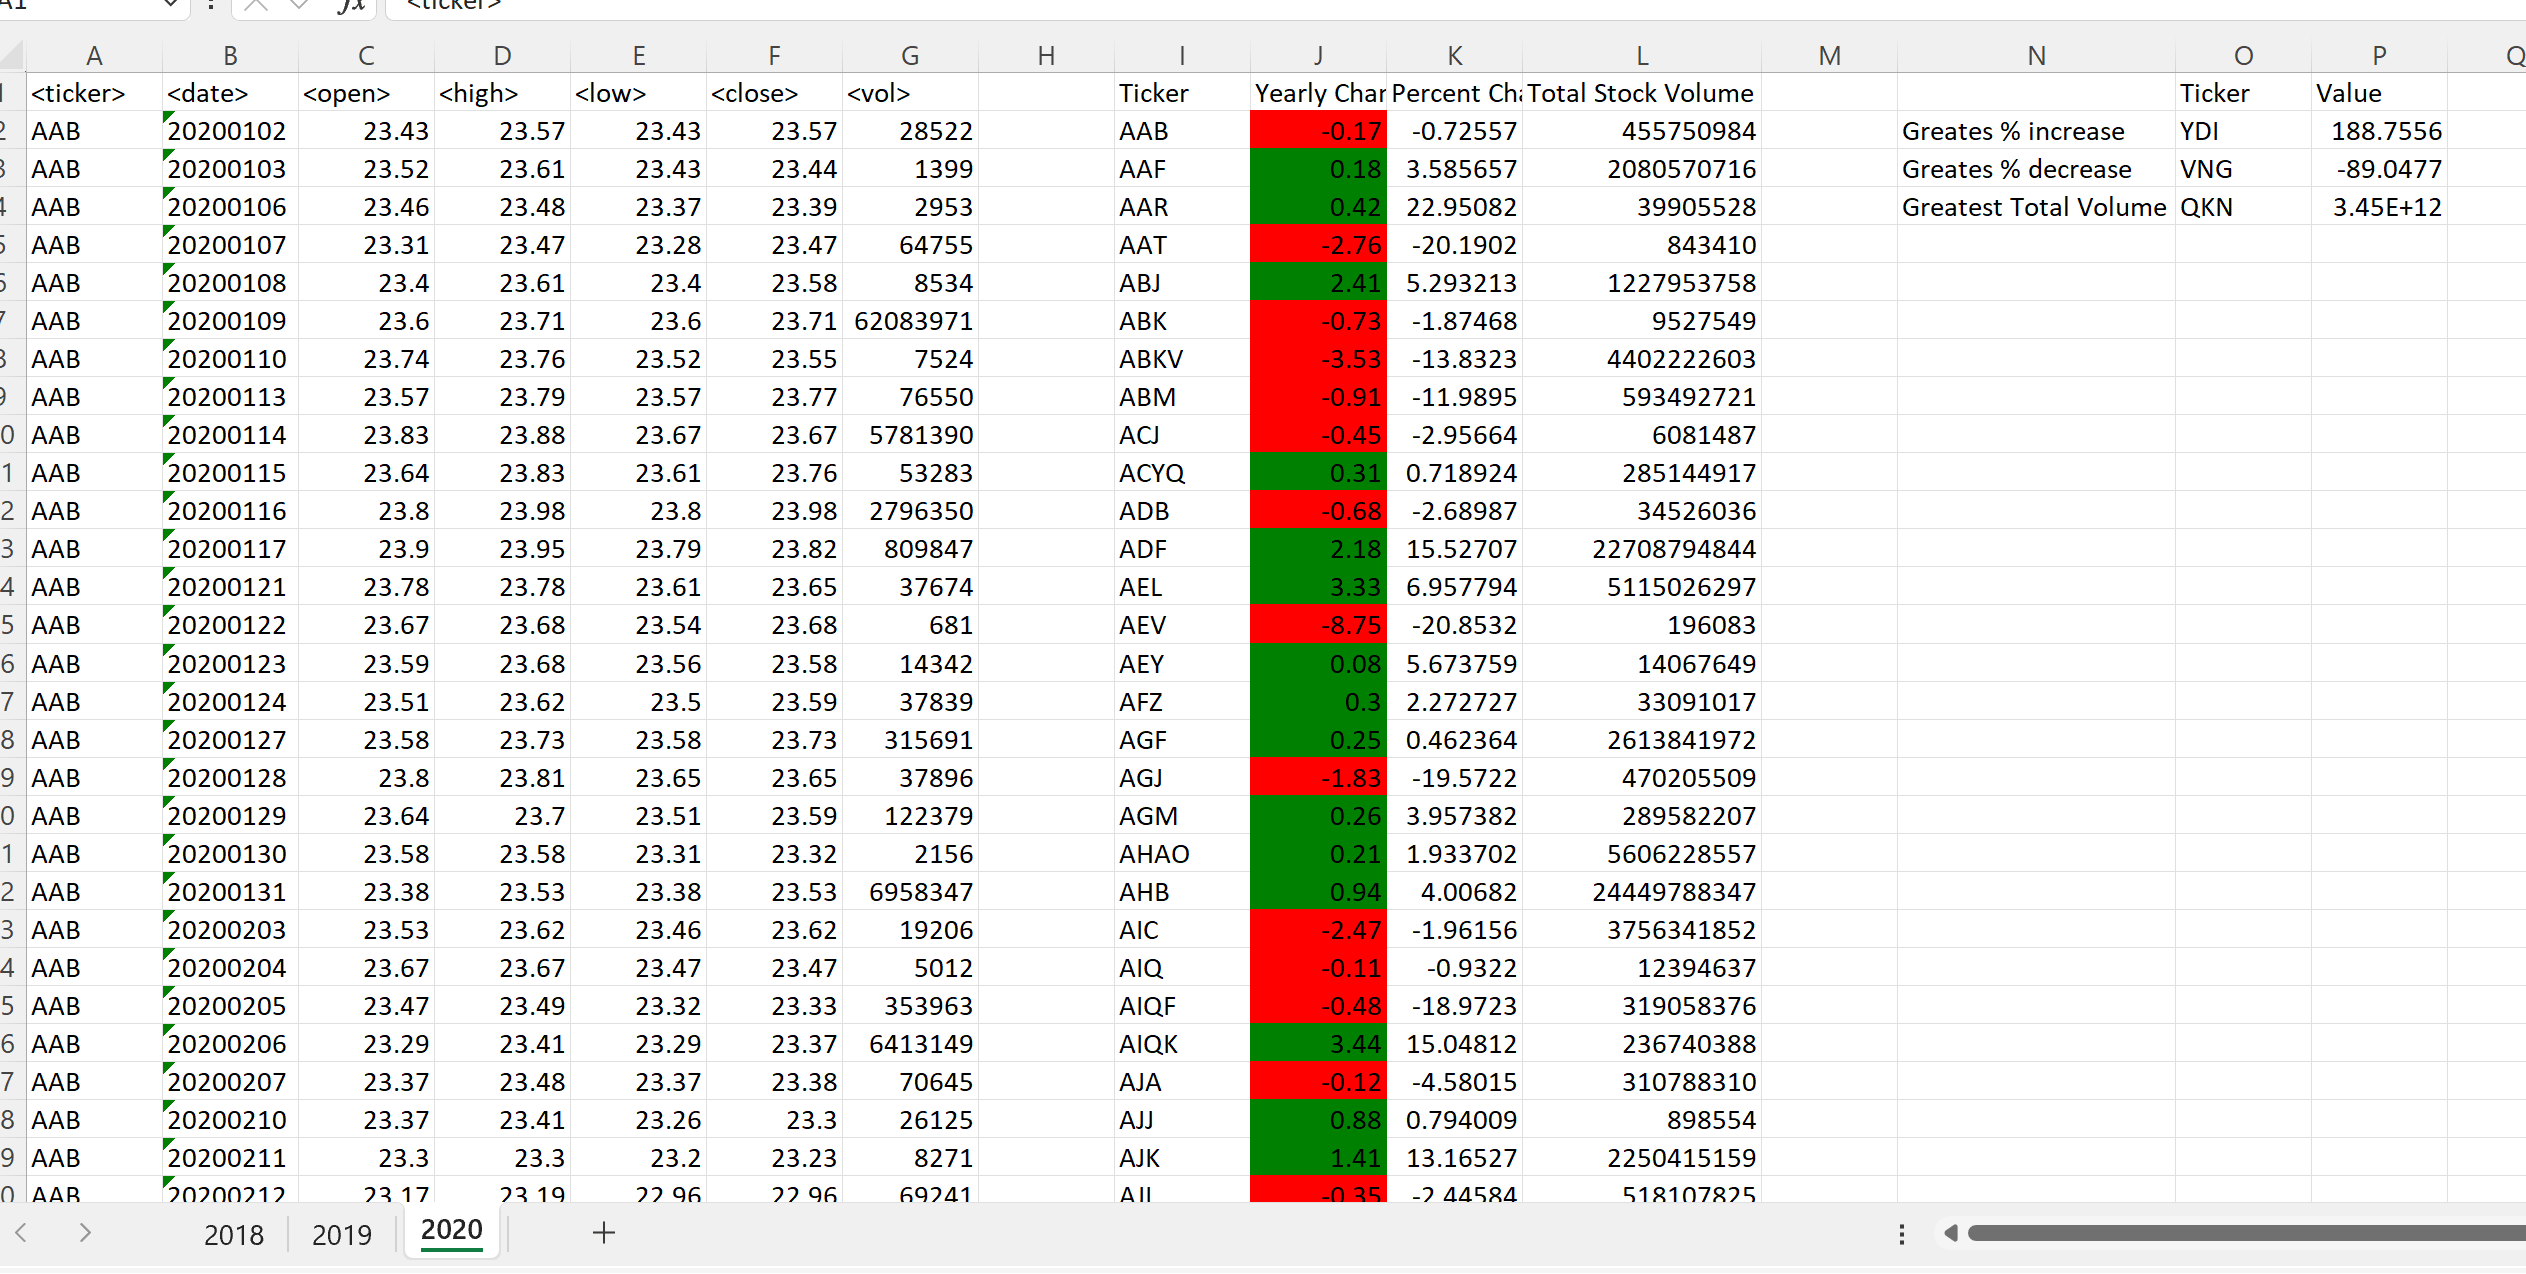 A1 fx <ticker>
A B C D E F G H I J K L M N O P Q
1 <ticker> <date> <open> <high> <low> <close> <vol> Ticker Yearly Char Percent Cha Total Stock Volume Ticker Value
2 AAB 20200102 23.43 23.57 23.43 23.57 28522 AAB -0.17 -0.72557 455750984 Greates % increase YDI 188.7556
3 AAB 20200103 23.52 23.61 23.43 23.44 1399 AAF 0.18 3.585657 2080570716 Greates % decrease VNG -89.0477
4 AAB 20200106 23.46 23.48 23.37 23.39 2953 AAR 0.42 22.95082 39905528 Greatest Total Volume QKN 3.45E+12
5 AAB 20200107 23.31 23.47 23.28 23.47 64755 AAT -2.76 -20.1902 843410
6 AAB 20200108 23.4 23.61 23.4 23.58 8534 ABJ 2.41 5.293213 1227953758
7 AAB 20200109 23.6 23.71 23.6 23.71 62083971 ABK -0.73 -1.87468 9527549
8 AAB 20200110 23.74 23.76 23.52 23.55 7524 ABKV -3.53 -13.8323 4402222603
9 AAB 20200113 23.57 23.79 23.57 23.77 76550 ABM -0.91 -11.9895 593492721
0 AAB 20200114 23.83 23.88 23.67 23.67 5781390 ACJ -0.45 -2.95664 6081487
1 AAB 20200115 23.64 23.83 23.61 23.76 53283 ACYQ 0.31 0.718924 285144917
2 AAB 20200116 23.8 23.98 23.8 23.98 2796350 ADB -0.68 -2.68987 34526036
3 AAB 20200117 23.9 23.95 23.79 23.82 809847 ADF 2.18 15.52707 22708794844
4 AAB 20200121 23.78 23.78 23.61 23.65 37674 AEL 3.33 6.957794 5115026297
5 AAB 20200122 23.67 23.68 23.54 23.68 681 AEV -8.75 -20.8532 196083
6 AAB 20200123 23.59 23.68 23.56 23.58 14342 AEY 0.08 5.673759 14067649
7 AAB 20200124 23.51 23.62 23.5 23.59 37839 AFZ 0.3 2.272727 33091017
8 AAB 20200127 23.58 23.73 23.58 23.73 315691 AGF 0.25 0.462364 2613841972
9 AAB 20200128 23.8 23.81 23.65 23.65 37896 AGJ -1.83 -19.5722 470205509
0 AAB 20200129 23.64 23.7 23.51 23.59 122379 AGM 0.26 3.957382 289582207
1 AAB 20200130 23.58 23.58 23.31 23.32 2156 AHAO 0.21 1.933702 5606228557
2 AAB 20200131 23.38 23.53 23.38 23.53 6958347 AHB 0.94 4.00682 24449788347
3 AAB 20200203 23.53 23.62 23.46 23.62 19206 AIC -2.47 -1.96156 3756341852
4 AAB 20200204 23.67 23.67 23.47 23.47 5012 AIQ -0.11 -0.9322 12394637
5 AAB 20200205 23.47 23.49 23.32 23.33 353963 AIQF -0.48 -18.9723 319058376
6 AAB 20200206 23.29 23.41 23.29 23.37 6413149 AIQK 3.44 15.04812 236740388
7 AAB 20200207 23.37 23.48 23.37 23.38 70645 AJA -0.12 -4.58015 310788310
8 AAB 20200210 23.37 23.41 23.26 23.3 26125 AJJ 0.88 0.794009 898554
9 AAB 20200211 23.3 23.3 23.2 23.23 8271 AJK 1.41 13.16527 2250415159
0 AAB 20200212 23.17 23.19 22.96 22.96 69241 -0.35 -2.44584 518107825
2018 2019 2020